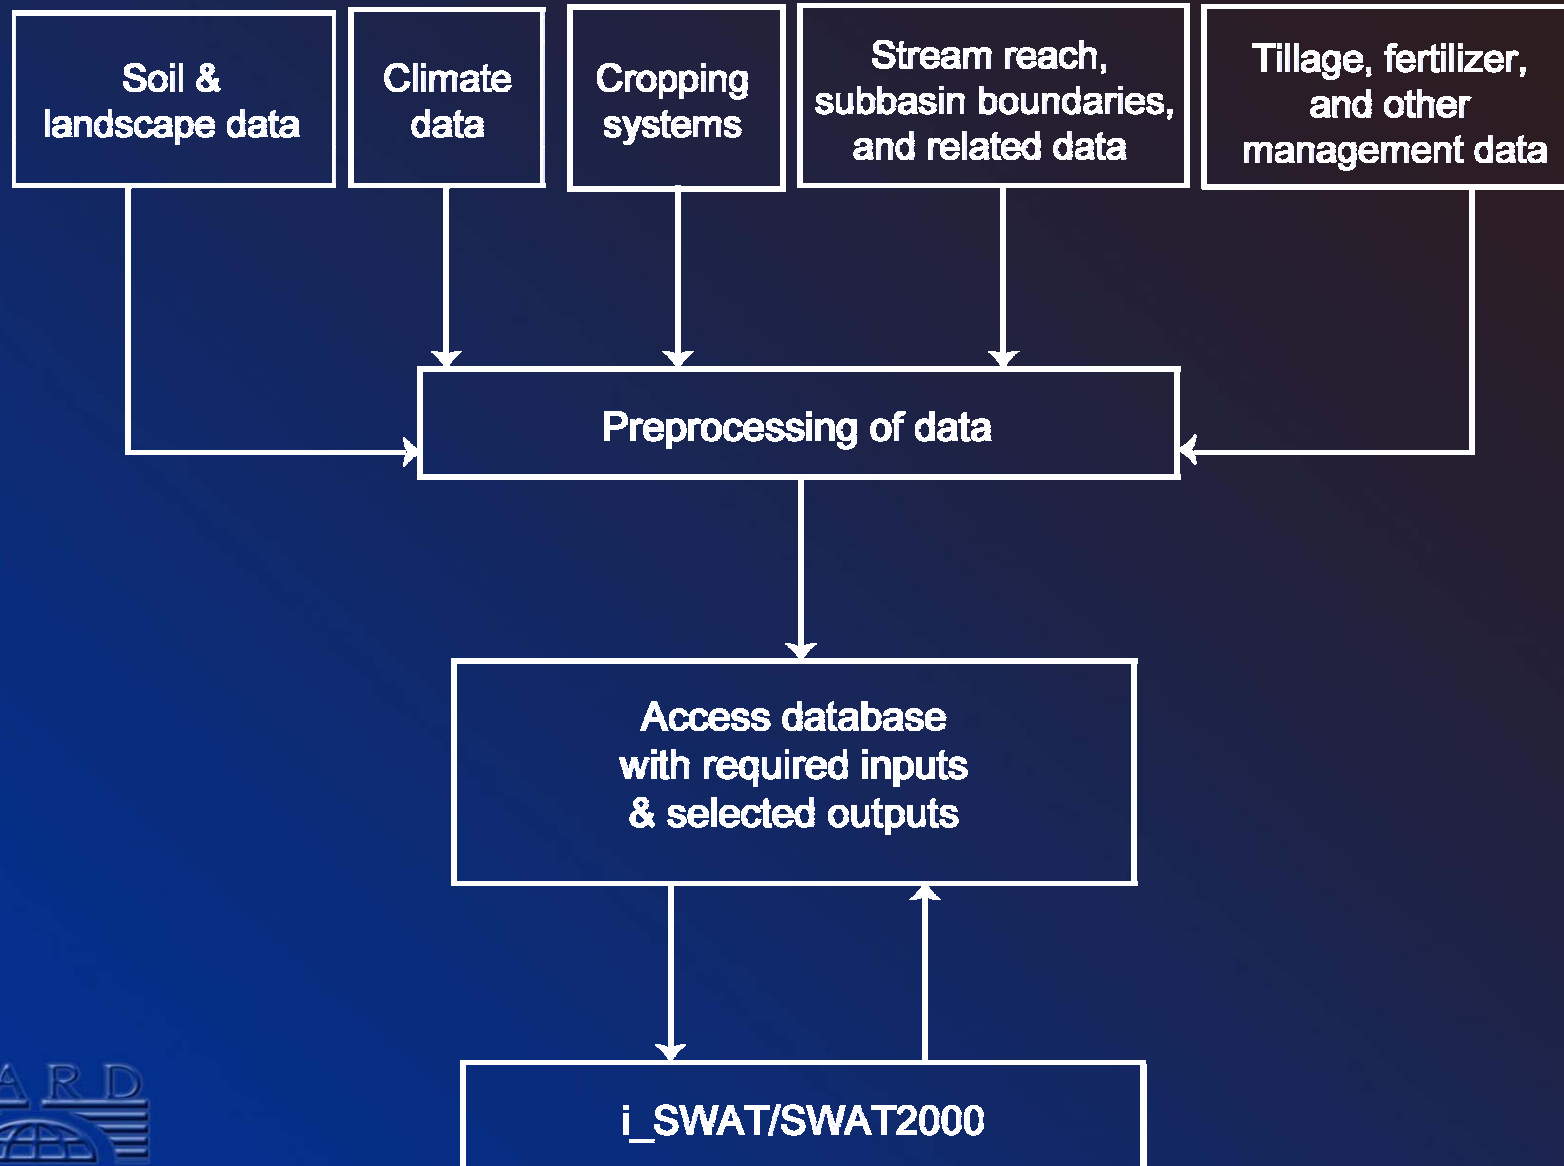 Soil &
landscape data
Climate
data
Cropping
systems
Stream reach,
subbasin boundaries,
and related data
Tillage, fertilizer,
and other
management data
Preprocessing of data
Access database
with required inputs
& selected outputs
i_SWAT/SWAT2000
ARD